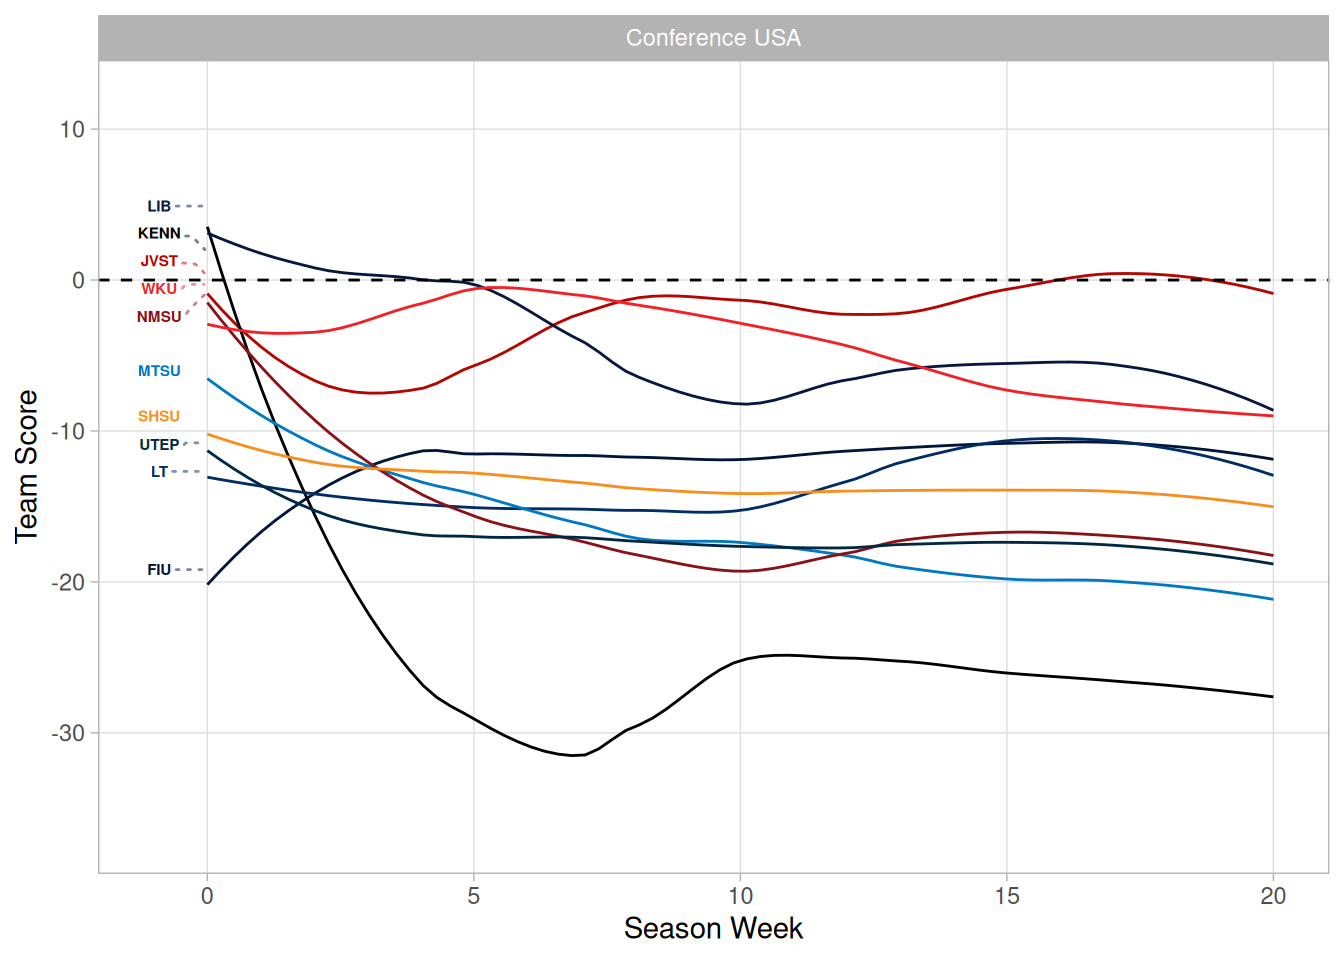 Conference USA
10
0
-10
-20
-30
Team Score
LIB
KENN
JVST
WKU
NMSU
MTSU
SHSU
UTEP
LT
FIU
0 5 10 15 20
Season Week